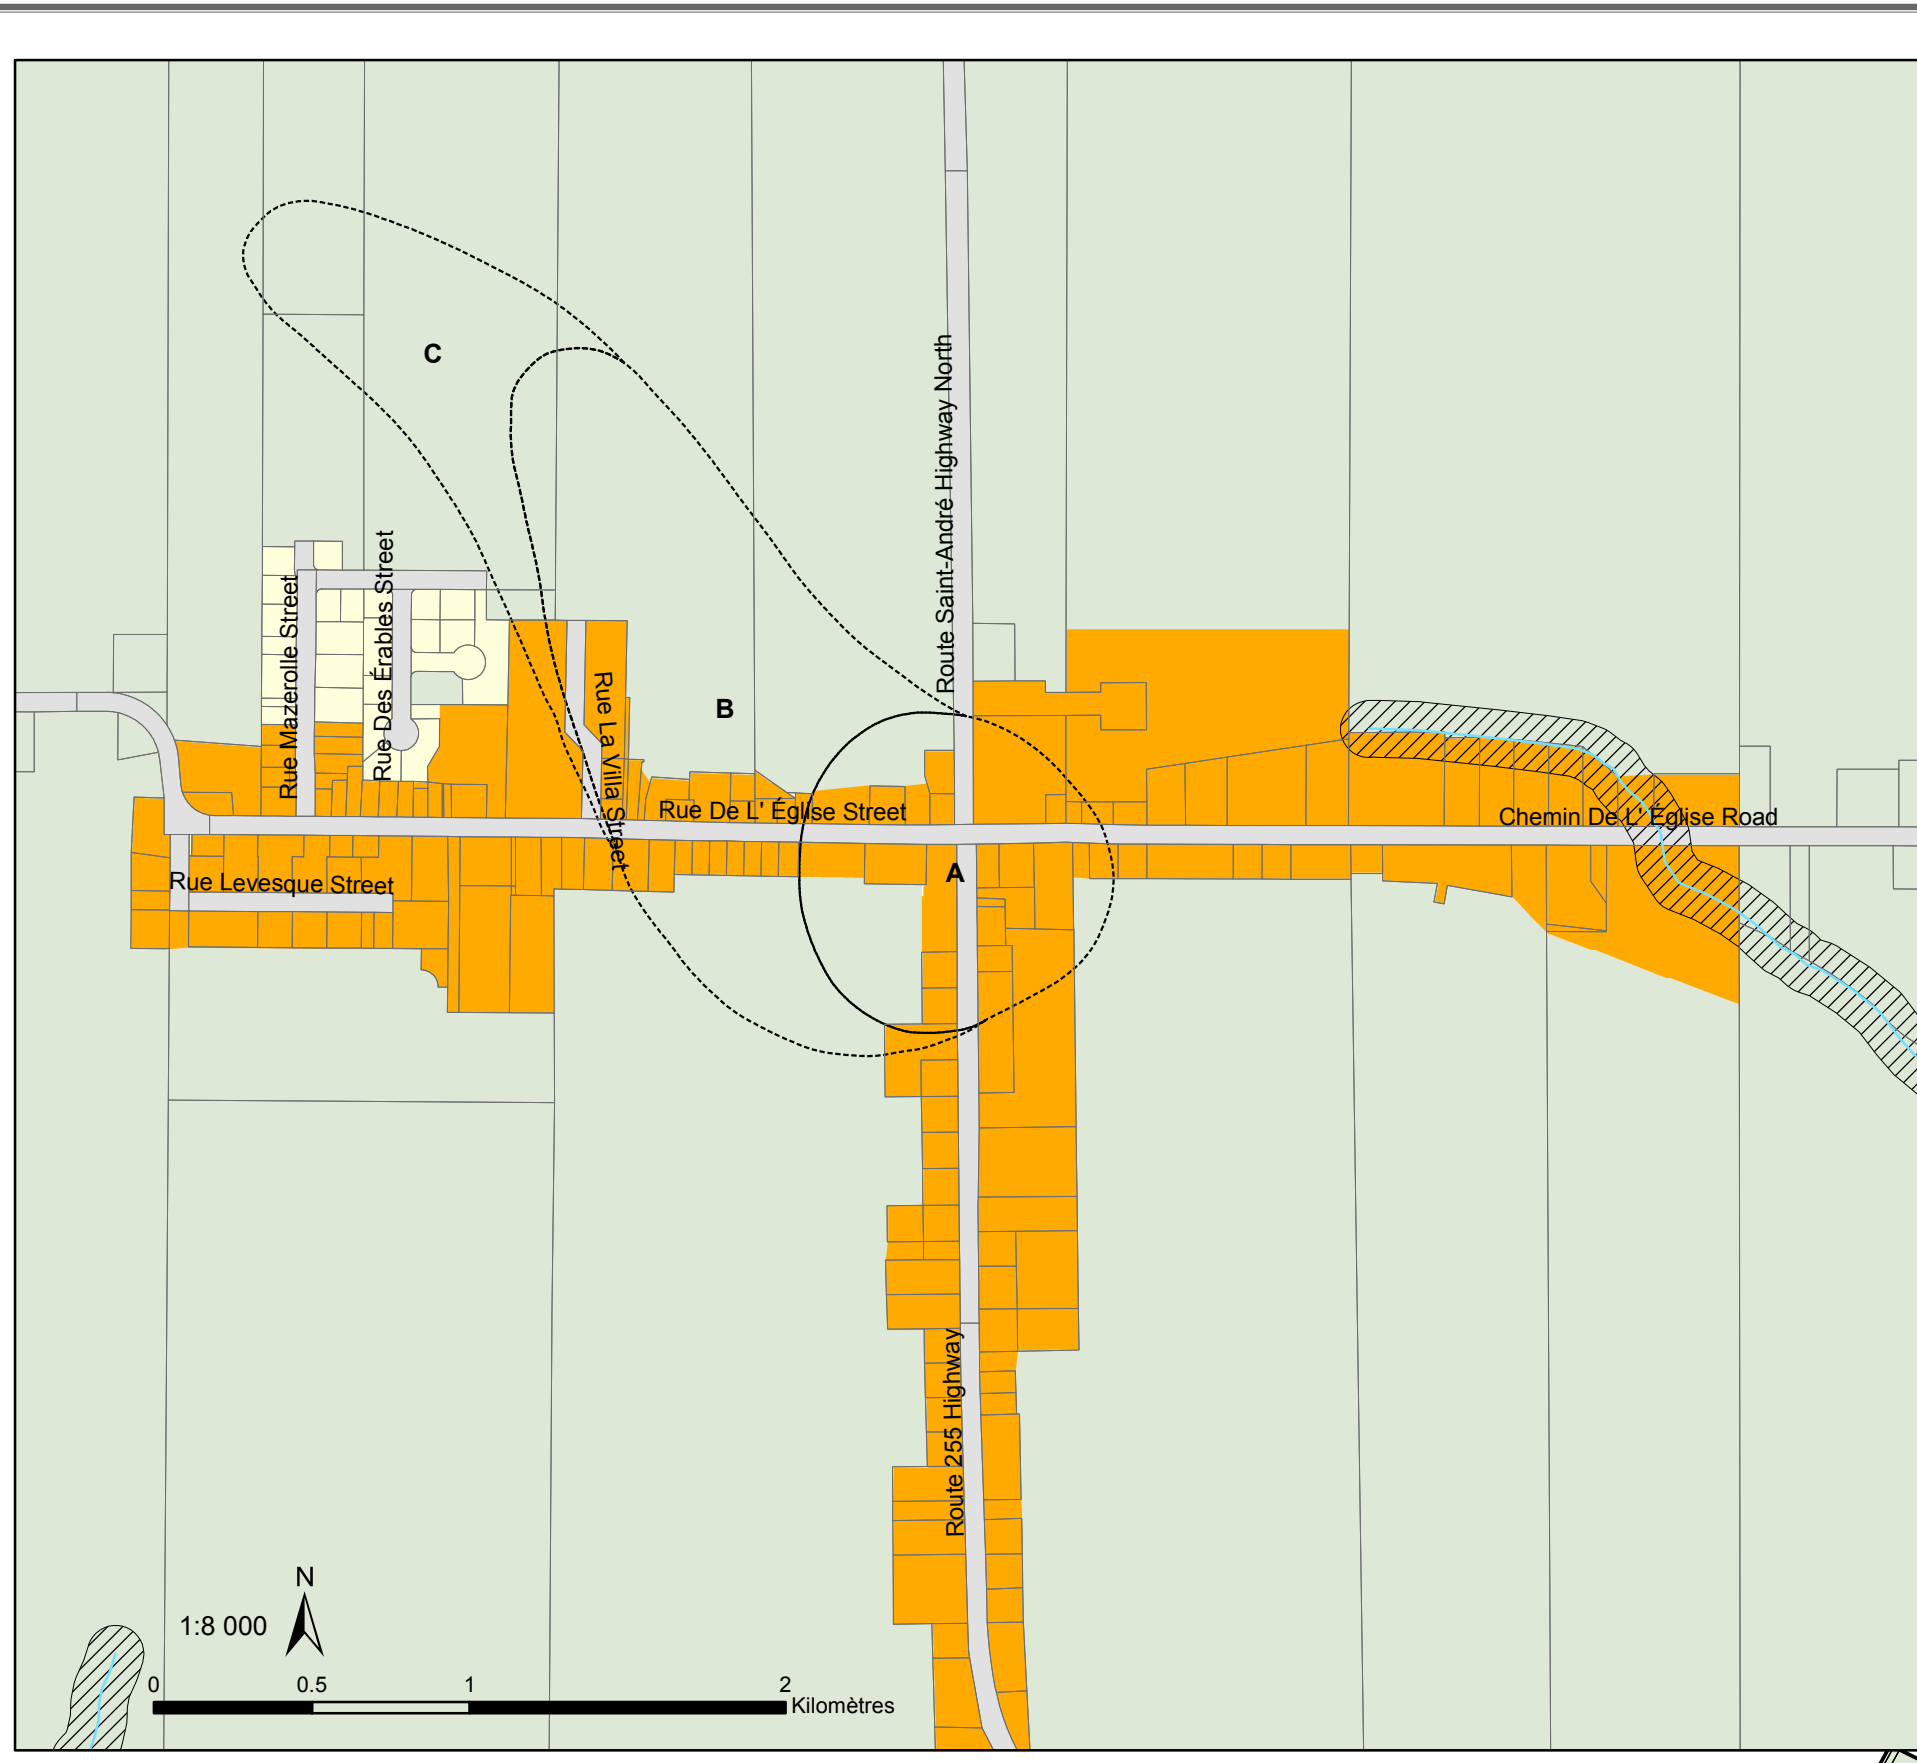 C
Route Saint-André Highway North
Rue Mazerolle Street
Rue Des Érables Street
Rue La Villa Street
B
Rue De L' Église Street
Chemin De L' Église Road
A
Rue Levesque Street
Route 255 Highway
N
1:8 000
0 0.5 1 2
Kilomètres